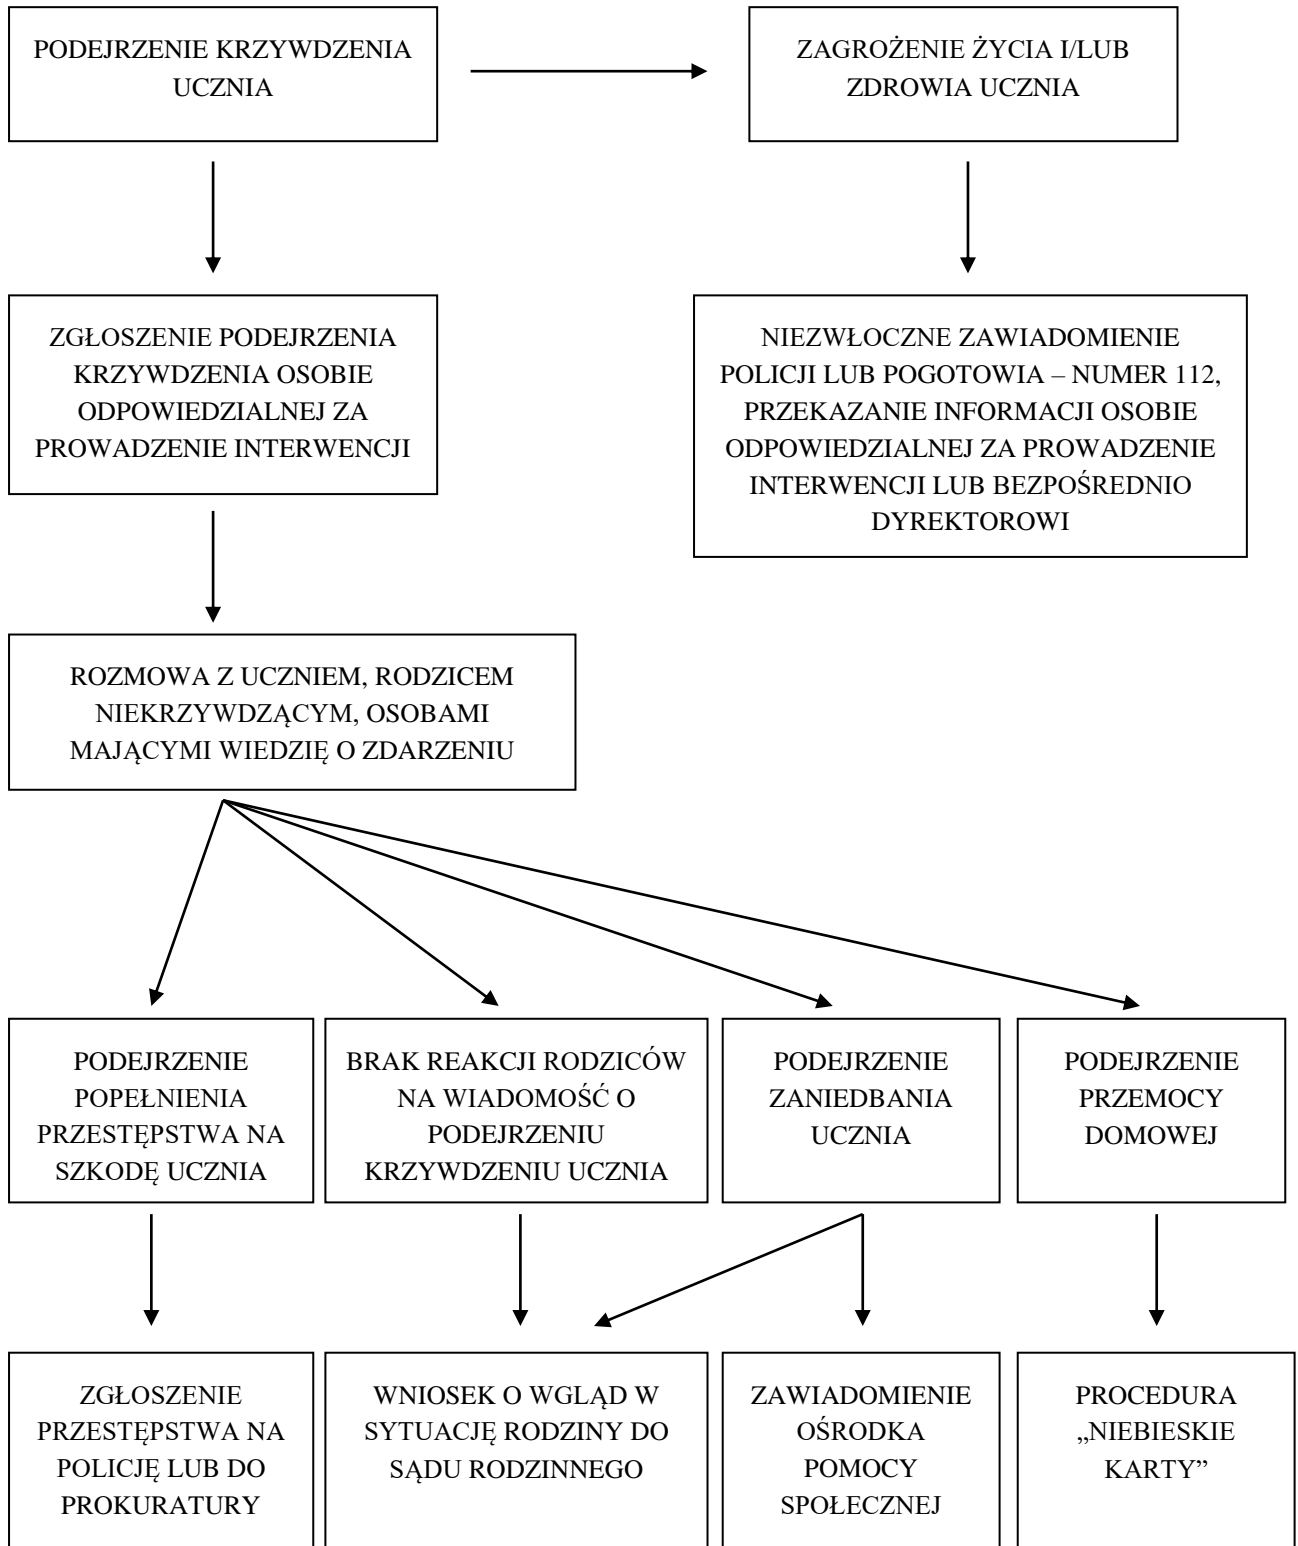 PODEJRZENIE KRZYWDZENIA
UCZNIA
ZAGROŻENIE ŻYCIA I/LUB
ZDROWIA UCZNIA
ZGŁOSZENIE PODEJRZENIA
KRZYWDZENIA OSOBIE
ODPOWIEDZIALNEJ ZA
PROWADZENIE INTERWENCJI
NIEZWŁOCZNE ZAWIADOMIENIE
POLICJI LUB POGOTOWIA – NUMER 112,
PRZEKAZANIE INFORMACJI OSOBIE
ODPOWIEDZIALNEJ ZA PROWADZENIE
INTERWENCJI LUB BEZPOŚREDNIO
DYREKTOROWI
ROZMOWA Z UCZNIEM, RODZICEM
NIEKRZYWDZĄCYM, OSOBAMI
MAJĄCYMI WIEDZIĘ O ZDARZENIU
PODEJRZENIE
POPEŁNIENIA
PRZESTĘPSTWA NA
SZKODĘ UCZNIA
BRAK REAKCJI RODZICÓW
NA WIADOMOŚĆ O
PODEJRZENIU
KRZYWDZENIU UCZNIA
PODEJRZENIE
ZANIEDBANIA
UCZNIA
PODEJRZENIE
PRZEMOCY
DOMOWEJ
ZGŁOSZENIE
PRZESTĘPSTWA NA
POLICJĘ LUB DO
PROKURATURY
WNIOSEK O WGLĄD W
SYTUACJĘ RODZINY DO
SĄDU RODZINNEGO
ZAWIADOMIENIE
OŚRODKA
POMOCY
SPOŁECZNEJ
PROCEDURA
„NIEBIESKIE
KARTY”